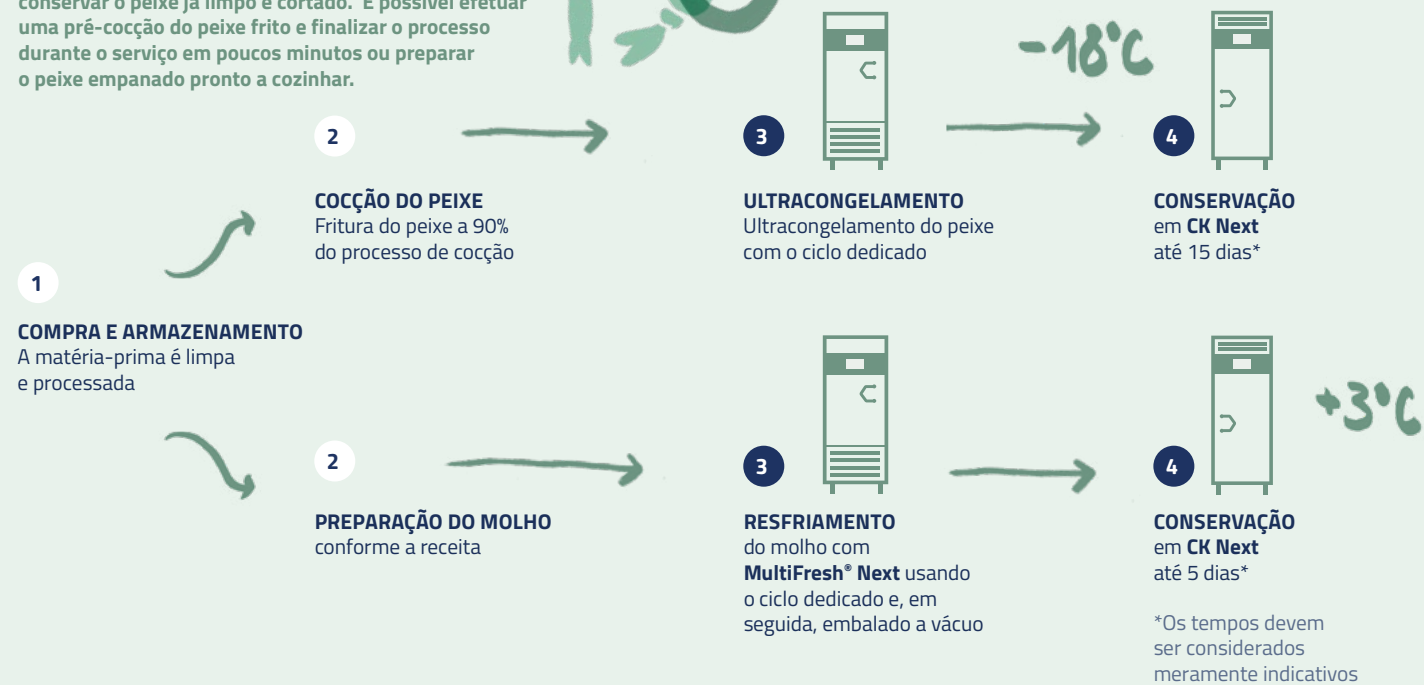 conservar o peixe já limpo e cortado. É possível efetuar
uma pré-cocção do peixe frito e finalizar o processo
durante o serviço em poucos minutos ou preparar
o peixe empanado pronto a cozinhar.
-18°C
2
3
4
COCÇÃO DO PEIXE
Fritura do peixe a 90%
do processo de cocção
ULTRACONGELAMENTO
Ultracongelamento do peixe
com o ciclo dedicado
CONSERVAÇÃO
em CK Next
até 15 dias*
1
COMPRA E ARMAZENAMENTO
A matéria-prima é limpa
e processada
+3°C
2
3
4
PREPARAÇÃO DO MOLHO
conforme a receita
RESFRIAMENTO
do molho com
MultiFresh® Next usando
o ciclo dedicado e, em
seguida, embalado a vácuo
CONSERVAÇÃO
em CK Next
até 5 dias*
*Os tempos devem
ser considerados
meramente indicativos